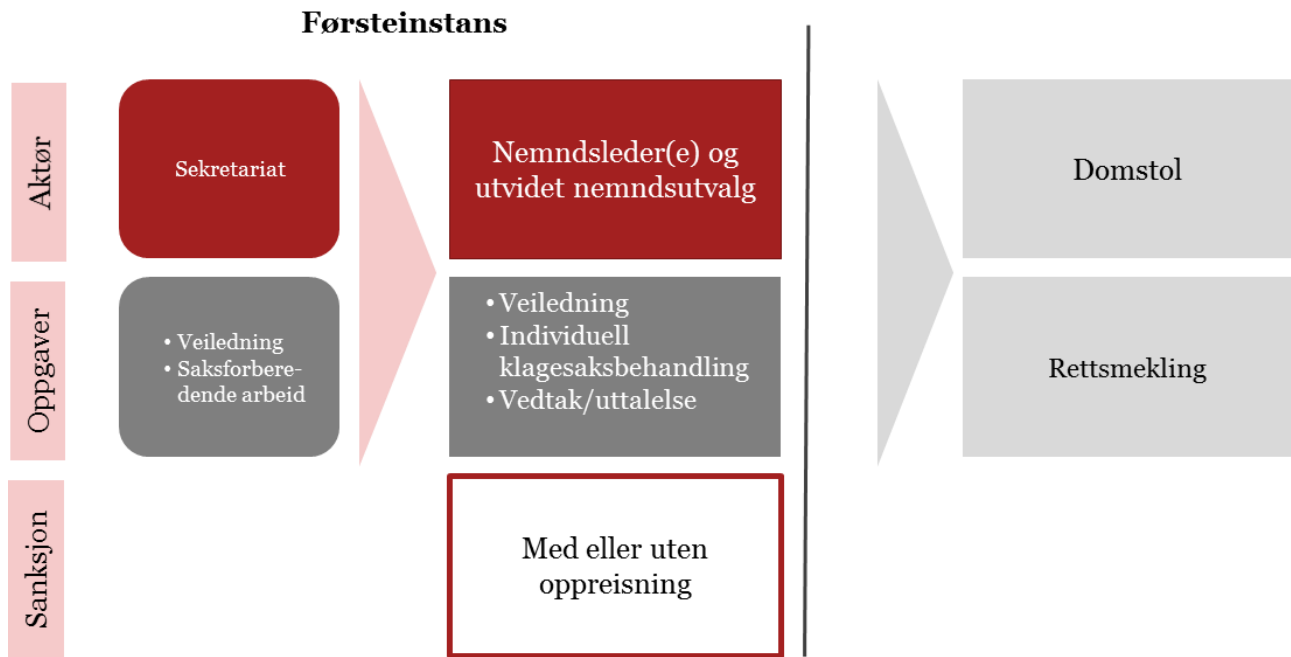 Førsteinstans
Aktør
Sekretariat
Nemndsleder(e) og
utvidet nemndsutvalg
Domstol
Oppgaver
• Veiledning
• Saksforbere-
dende arbeid
• Veiledning
• Individuell
klagesaksbehandling
• Vedtak/uttalelse
Rettsmekling
Sanksjon
Med eller uten
oppreisning